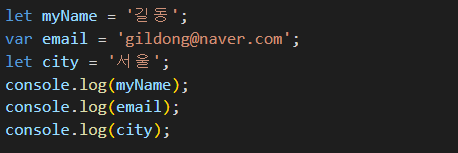 let myName = '길동';
var email = 'gildong@naver.com';
let city = '서울';
console.log(myName);
console.log(email);
console.log(city);